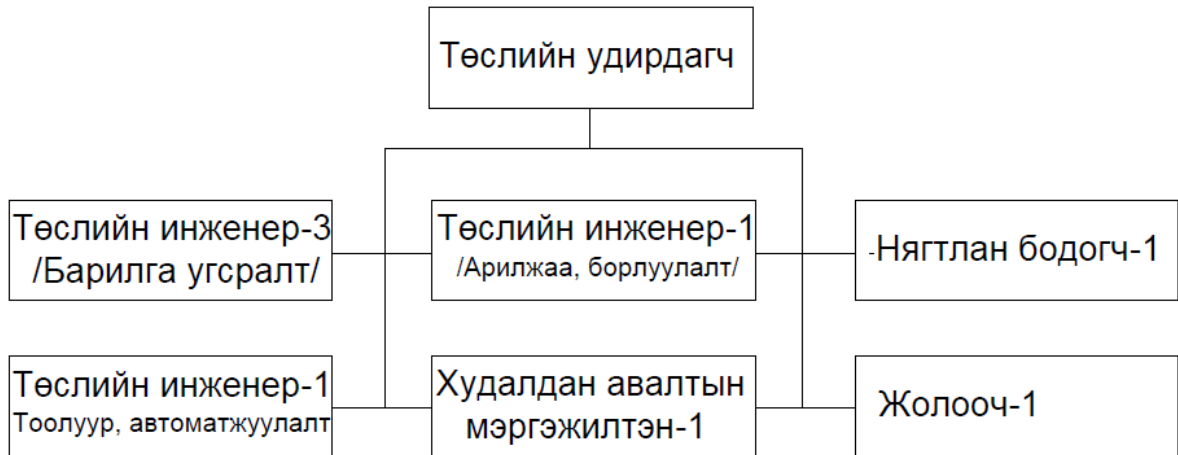 Төслийн удирдагч
Төслийн инженер-3
/Барилга угсралт/
Төслийн инженер-1
/Арилжаа, борлуулалт/
-Нягтлан бодогч-1
Төслийн инженер-1
Тоолуур, автоматжуулалт
Худалдан авалтын
мэргэжилтэн-1
Жолооч-1